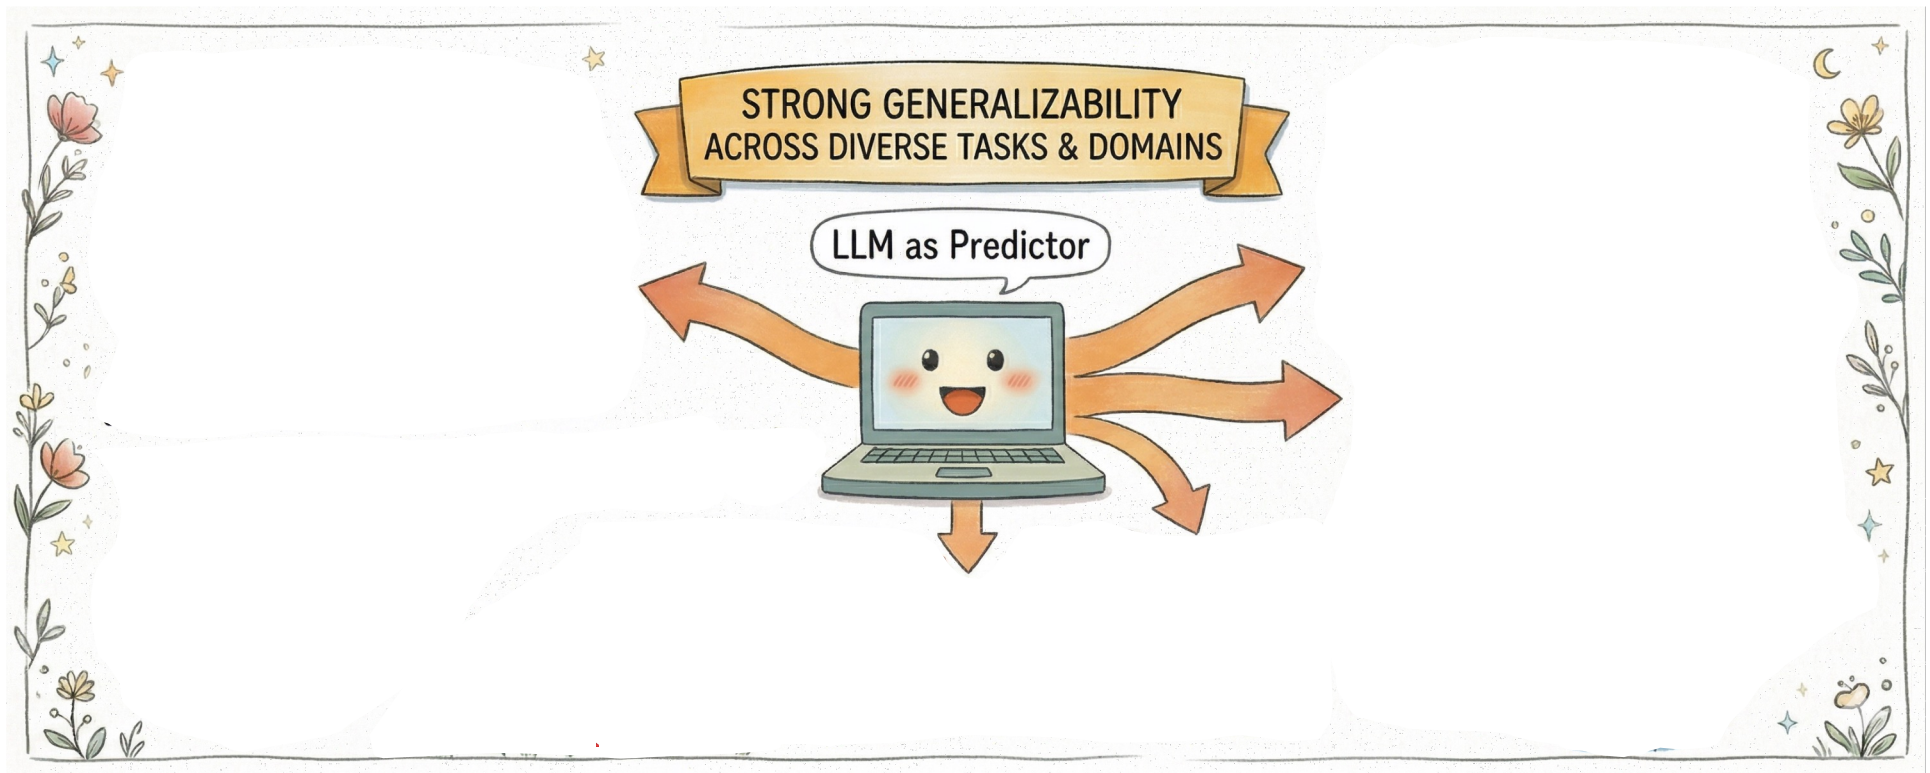 STRONG GENERALIZABILITY
ACROSS DIVERSE TASKS & DOMAINS
LLM as Predictor